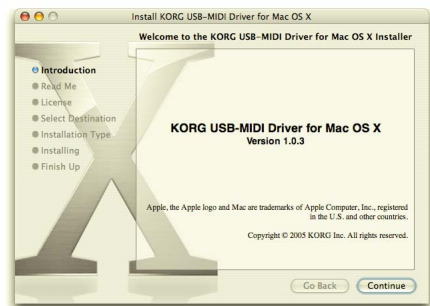 Install KORG USB-MIDI Driver for Mac OS X
Welcome to the KORG USB-MIDI Driver for Mac OS X Installer
Introduction
Read Me
License
Select Destination
Installation Type
Installing
Finish Up
KORG USB-MIDI Driver for Mac OS X
Version 1.0.3
Apple, the Apple logo and Mac are trademarks of Apple Computer, Inc., registered
in the U.S. and other countries.
Copyright © 2005 KORG Inc. All rights reserved.
Go Back
Continue